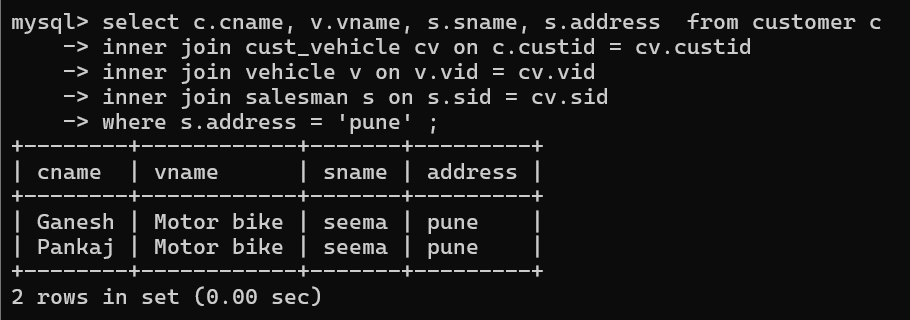 mysql> select c.cname, v.vname, s.sname, s.address  from customer c
    -> inner join cust_vehicle cv on c.custid = cv.custid
    -> inner join vehicle v on v.vid = cv.vid
    -> inner join salesman s on s.sid = cv.sid
    -> where s.address = 'pune' ;
+--------+------------+-------+---------+
| cname  | vname      | sname | address |
+--------+------------+-------+---------+
| Ganesh | Motor bike | seema | pune    |
| Pankaj | Motor bike | seema | pune    |
+--------+------------+-------+---------+
2 rows in set (0.00 sec)